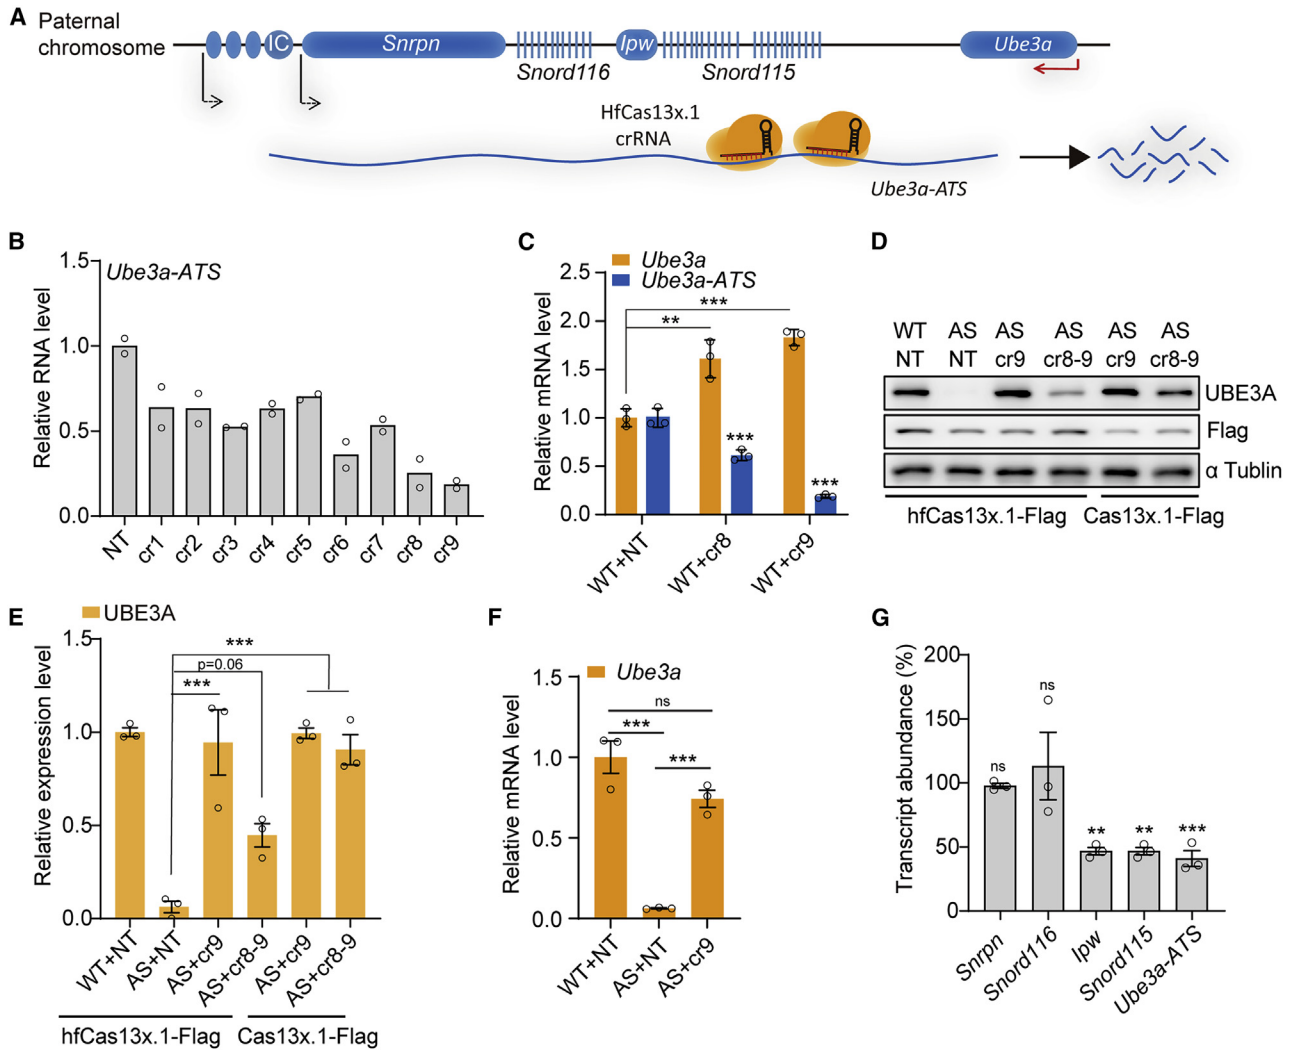 A
Paternal
chromosome
IC
Snrpn
Snord116
Ipw
Snord115
Ube3a
HfCas13x.1
crRNA
Ube3a-ATS
B
Ube3a-ATS
Relative RNA level
1.5
1.0
0.5
0.0
NT cr1 cr2 cr3 cr4 cr5 cr6 cr7 cr8 cr9
C
Ube3a
Ube3a-ATS
Relative mRNA level
2.5
2.0
1.5
1.0
0.5
0.0
***
**
***
***
WT+NT WT+cr8 WT+cr9
D
WT AS AS AS AS AS
NT NT cr9 cr8-9 cr9 cr8-9
UBE3A
Flag
α Tublin
hfCas13x.1-Flag Cas13x.1-Flag
E
UBE3A
Relative expression level
1.5
1.0
0.5
0.0
***
p=0.06
***
WT+NT AS+NT AS+cr9 AS+cr8-9 AS+cr9 AS+cr8-9
hfCas13x.1-Flag Cas13x.1-Flag
F
Ube3a
Relative mRNA level
1.5
1.0
0.5
0.0
ns
***
***
WT+NT AS+NT AS+cr9
G
Transcript abundance (%)
200
150
100
50
0
ns
ns
** ** ***
Snrpn Snord116 Ipw Snord115 Ube3a-ATS